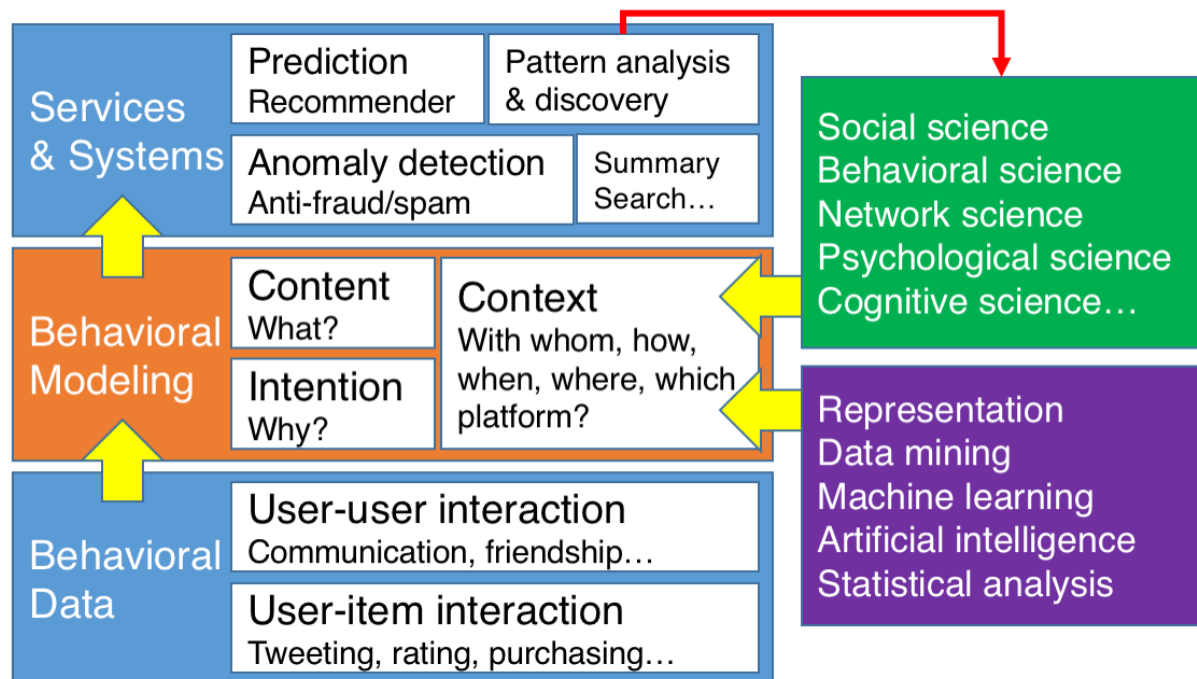 Services
& Systems
Prediction
Recommender
Pattern analysis
& discovery
Anomaly detection
Anti-fraud/spam
Summary
Search…
Behavioral
Modeling
Content
What?
Intention
Why?
Context
With whom, how,
when, where, which
platform?
Behavioral
Data
User-user interaction
Communication, friendship…
User-item interaction
Tweeting, rating, purchasing…
Social science
Behavioral science
Network science
Psychological science
Cognitive science…
Representation
Data mining
Machine learning
Artificial intelligence
Statistical analysis